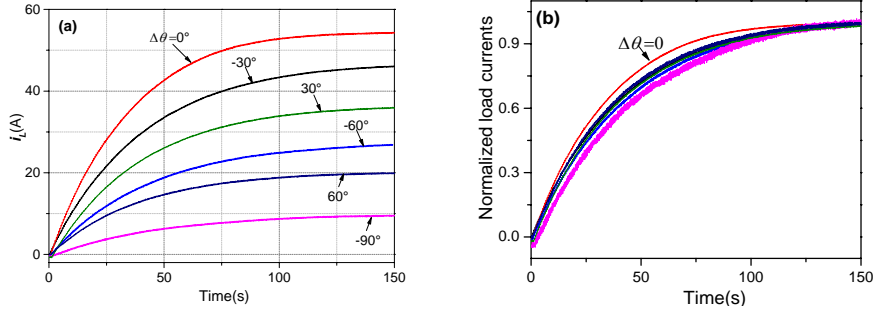 (a)
Δθ=0°
-30°
30°
-60°
60°
-90°
60
40
20
0
0 50 100 150
i_L(A)
Time(s)
(b)
Δθ=0
0.9
0.6
0.3
0.0
0 50 100 150
Normalized load currents
Time(s)